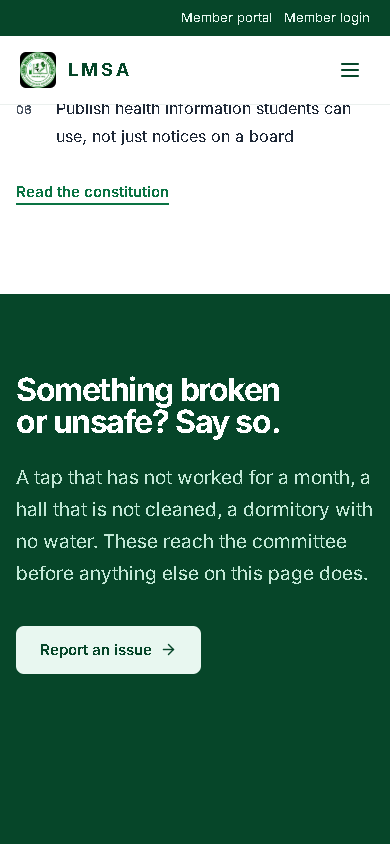 Member portal Member login
LMSA
06 Publish health information students can
use, not just notices on a board
Read the constitution
Something broken
or unsafe? Say so.
A tap that has not worked for a month, a
hall that is not cleaned, a dormitory with
no water. These reach the committee
before anything else on this page does.
Report an issue →